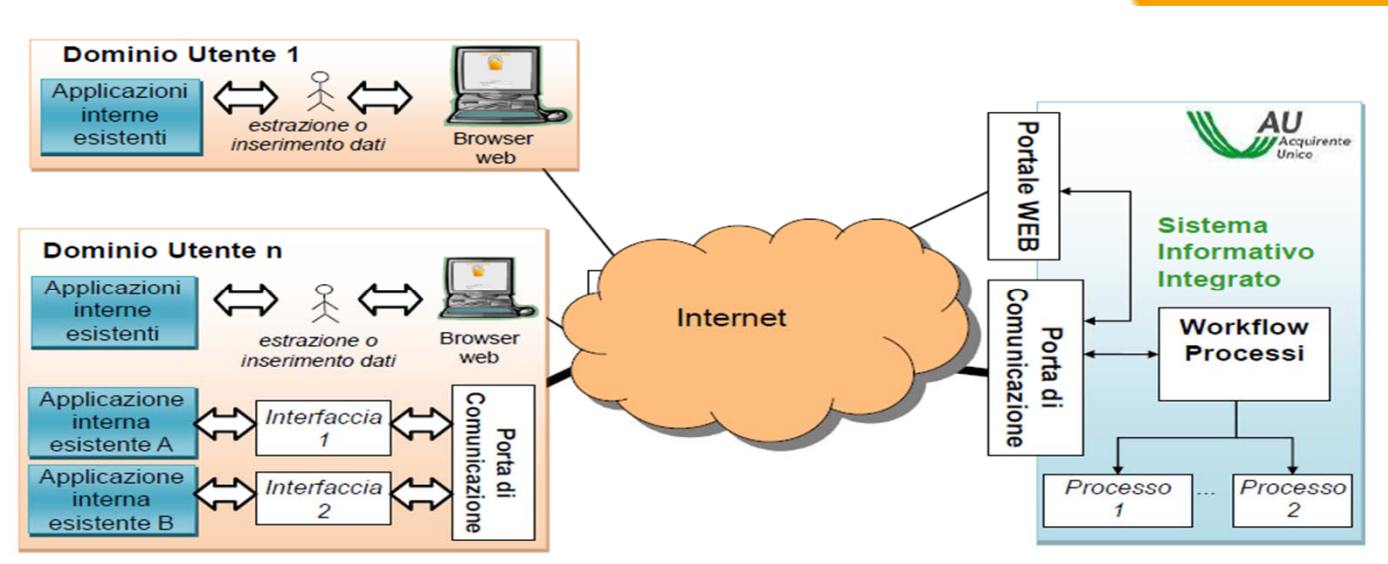 Dominio Utente 1
Applicazioni
interne
esistenti
estrazione o
inserimento dati
Browser
web
Dominio Utente n
Applicazioni
interne
esistenti
estrazione o
inserimento dati
Browser
web
Applicazione
interna
esistente A
Interfaccia
1
Applicazione
interna
esistente B
Interfaccia
2
Porta di
Comunicazione
Internet
Portale WEB
Porta di
Comunicazione
AU
Acquirente
Unico
Sistema
Informativo
Integrato
Workflow
Processi
Processo
1
...
Processo
2